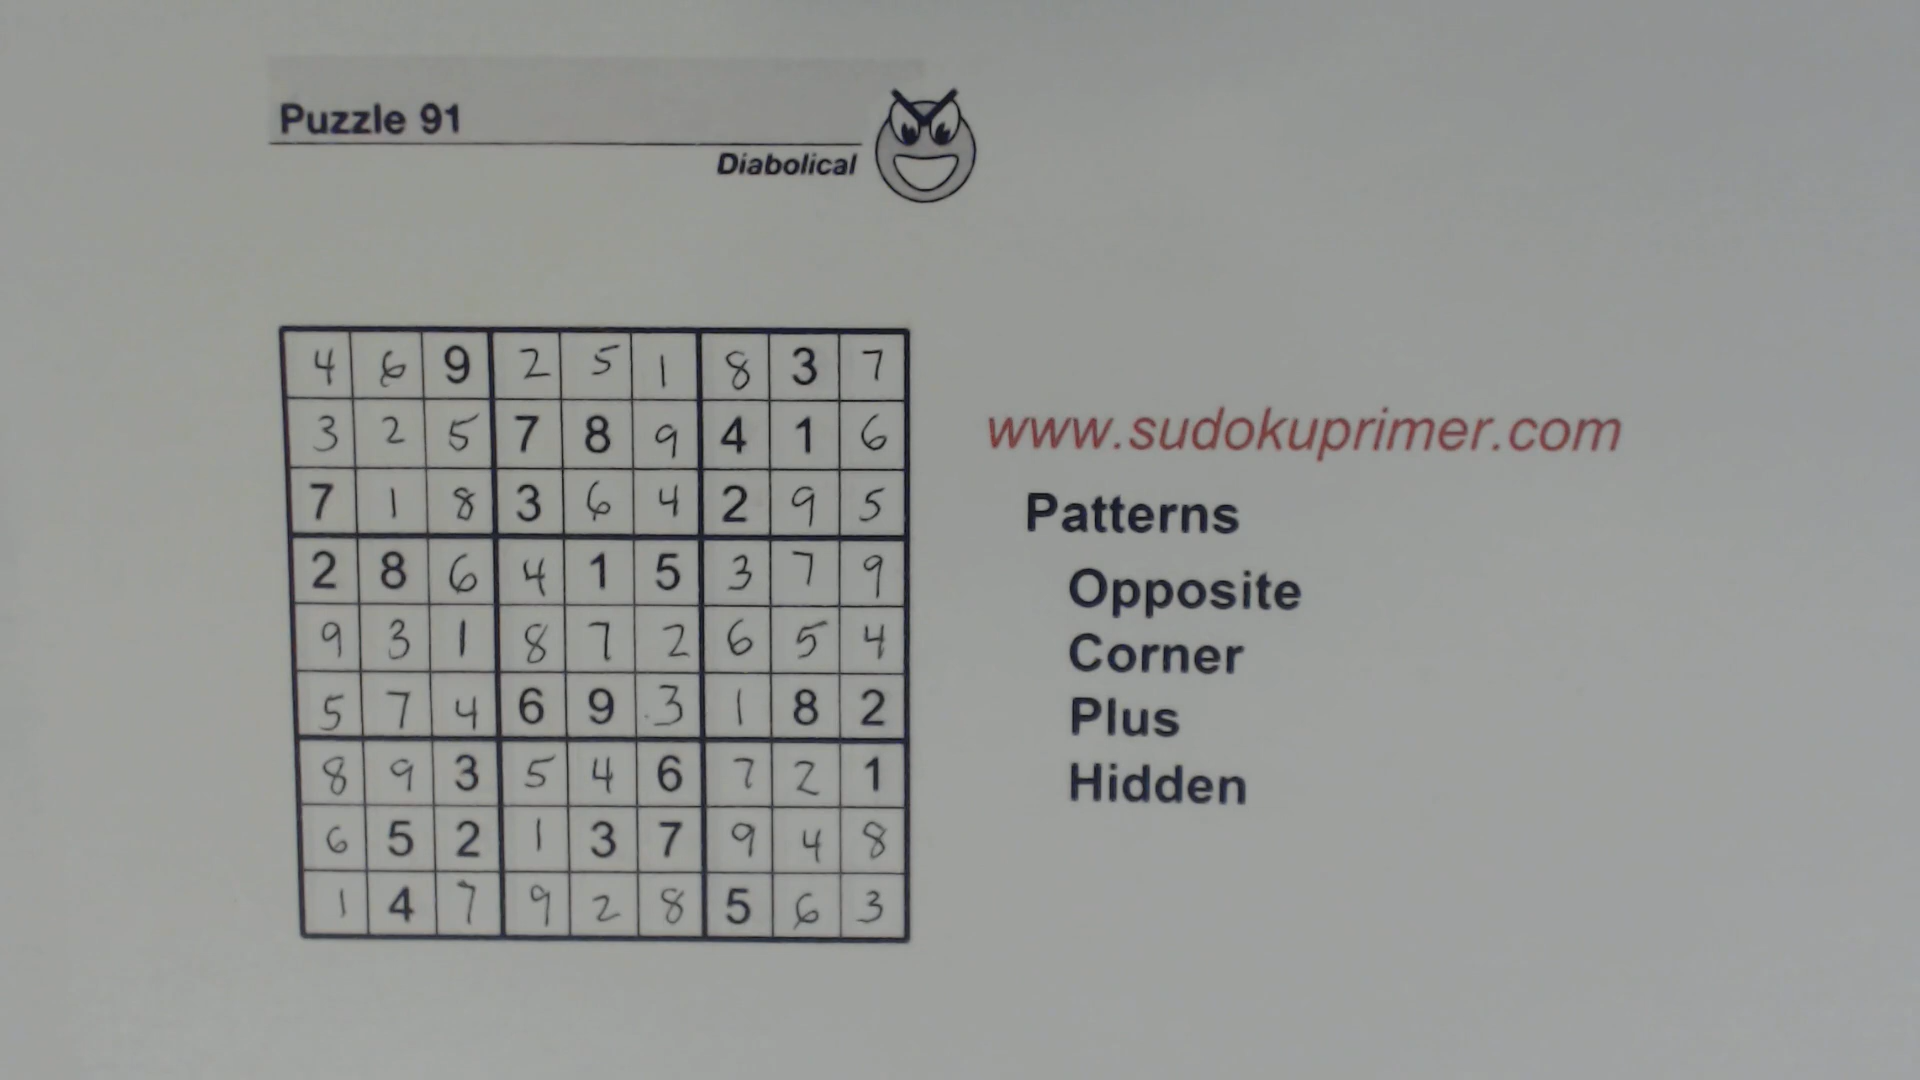 Puzzle 91
Diabolical
4 6 9 2 5 1 8 3 7
3 2 5 7 8 9 4 1 6
7 1 8 3 6 4 2 9 5
2 8 6 4 1 5 3 7 9
9 3 1 8 7 2 6 5 4
5 7 4 6 9 3 1 8 2
8 9 3 5 4 6 7 2 1
6 5 2 1 3 7 9 4 8
1 4 7 9 2 8 5 6 3
www.sudokuprimer.com
Patterns
Opposite
Corner
Plus
Hidden